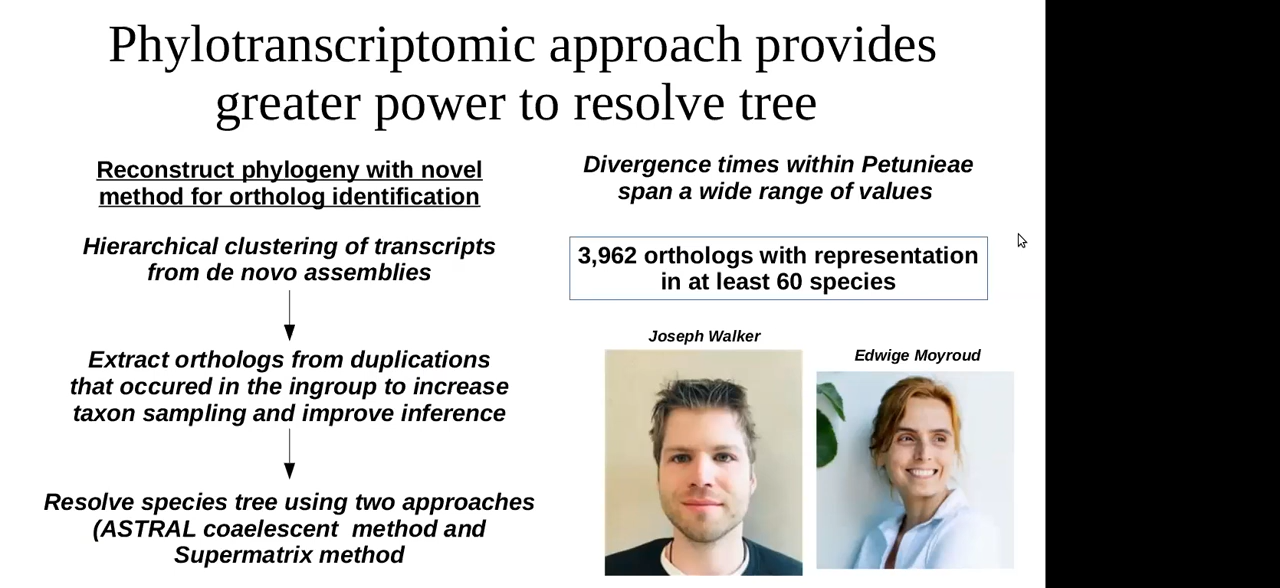 Phylotranscriptomic approach provides
greater power to resolve tree
Reconstruct phylogeny with novel
method for ortholog identification
Hierarchical clustering of transcripts
from de novo assemblies
Extract orthologs from duplications
that occured in the ingroup to increase
taxon sampling and improve inference
Resolve species tree using two approaches
(ASTRAL coaelescent method and
Supermatrix method
Divergence times within Petunieae
span a wide range of values
3,962 orthologs with representation
in at least 60 species
Joseph Walker
Edwige Moyroud